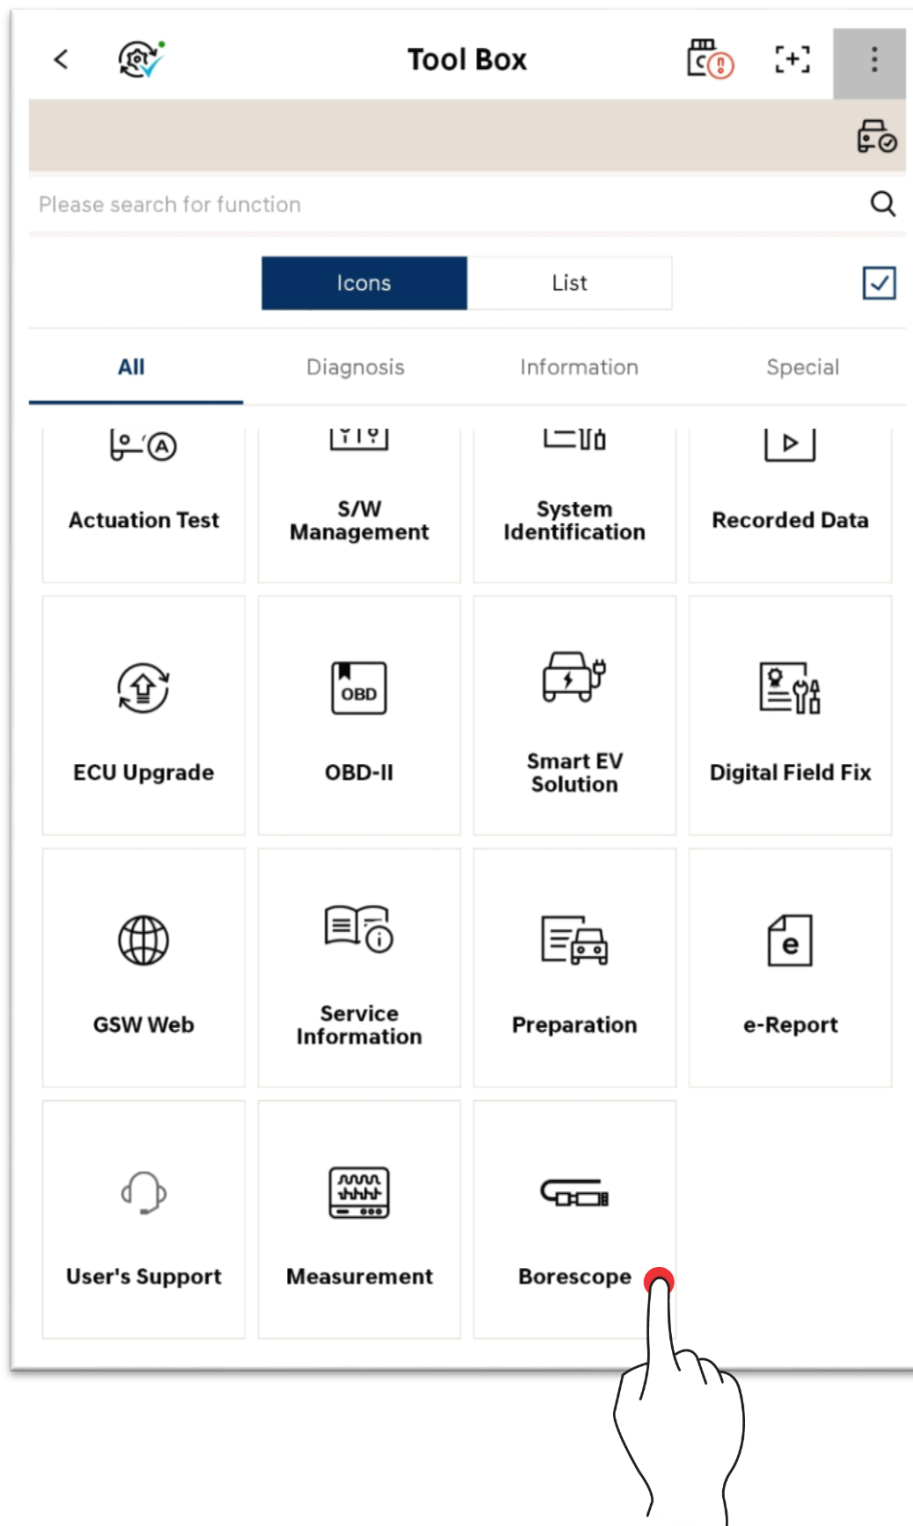 Tool Box
Please search for function
Icons
List
All
Diagnosis
Information
Special
A
Actuation Test
S/W
Management
System
Identification
Recorded Data
ECU Upgrade
OBD
OBD-II
Smart EV
Solution
Digital Field Fix
GSW Web
Service
Information
Preparation
e
e-Report
User's Support
Measurement
Borescope